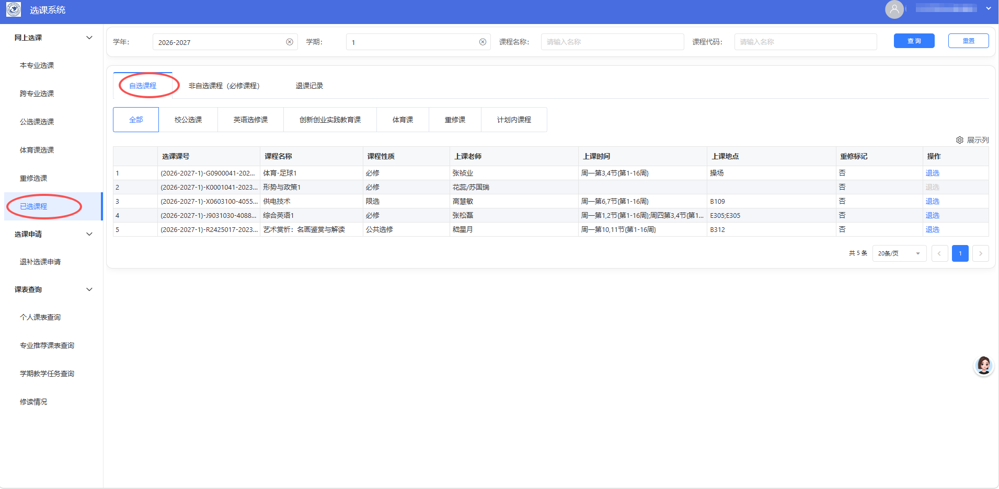 选课系统
网上选课
本专业选课
跨专业选课
公选课选课
体育课选课
重修选课
已选课程
选课申请
退补选课申请
课表查询
个人课表查询
专业推荐课表查询
学期教学任务查询
修读情况
学年： 2026-2027 学期： 1 课程名称： 请输入名称 课程代码： 请输入名称 查 询 重置
自选课程 非自选课程（必修课程） 退课记录
全部 校公选课 英语选修课 创新创业实践教育课 体育课 重修课 计划内课程
展示列
选课课号 课程名称 课程性质 上课老师 上课时间 上课地点 重修标记 操作
1 (2026-2027-1)-G0900041-202... 体育-足球1 必修 张祯业 周一第3,4节{第1-16周} 操场 否 退选
2 (2026-2027-1)-K0001041-2023... 形势与政策1 必修 花蕊/苏国瑞 否 退选
3 (2026-2027-1)-X0603100-4055... 供电技术 限选 高慧敏 周一第6,7节{第1-16周} B109 否 退选
4 (2026-2027-1)-J9031030-4088... 综合英语1 必修 张松磊 周一第1,2节{第1-16周};周四第3,4节{第1... E305;E305 否 退选
5 (2026-2027-1)-R2425017-2023... 艺术赏析：名画鉴赏与解读 公共选修 嵇星月 周一第10,11节{第1-16周} B312 否 退选
共 5 条 20条/页 1